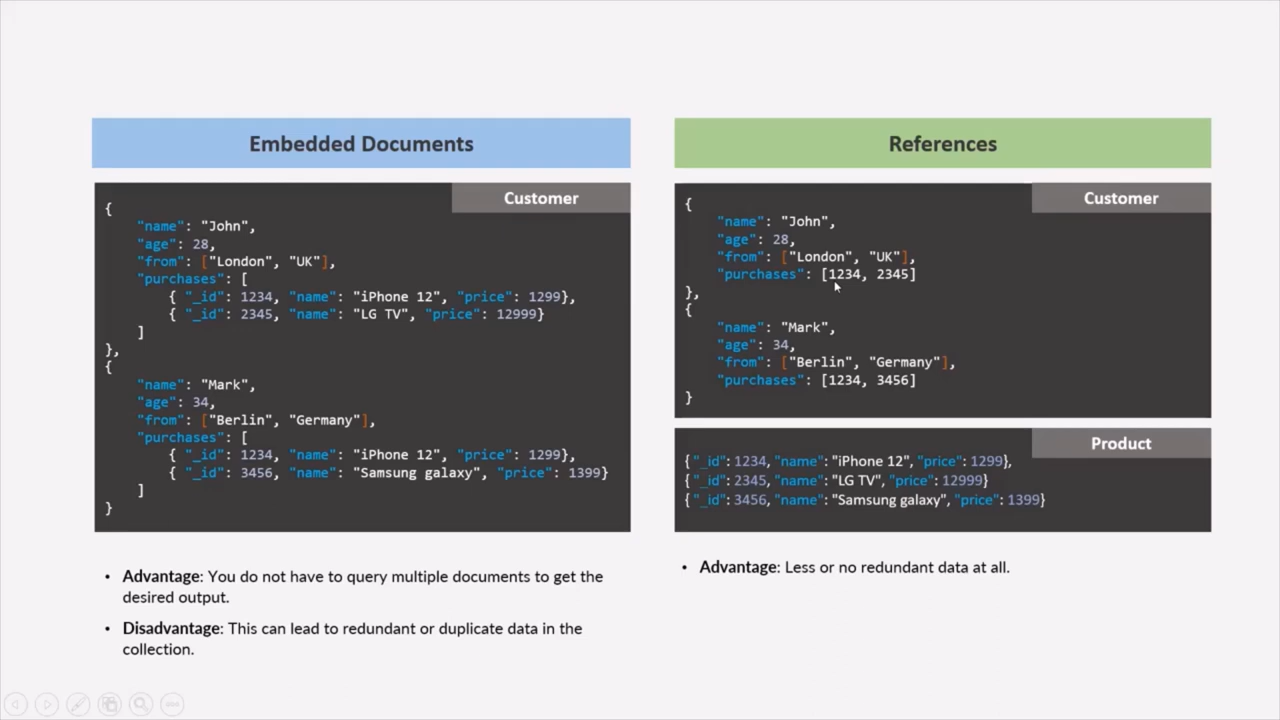 Embedded Documents
Customer
{
"name": "John",
"age": 28,
"from": ["London", "UK"],
"purchases": [
{ "_id": 1234, "name": "iPhone 12", "price": 1299},
{ "_id": 2345, "name": "LG TV", "price": 12999}
]
},
{
"name": "Mark",
"age": 34,
"from": ["Berlin", "Germany"],
"purchases": [
{ "_id": 1234, "name": "iPhone 12", "price": 1299},
{ "_id": 3456, "name": "Samsung galaxy", "price": 1399}
]
}
• Advantage: You do not have to query multiple documents to get the
desired output.
• Disadvantage: This can lead to redundant or duplicate data in the
collection.
References
Customer
{
"name": "John",
"age": 28,
"from": ["London", "UK"],
"purchases": [1234, 2345]
},
{
"name": "Mark",
"age": 34,
"from": ["Berlin", "Germany"],
"purchases": [1234, 3456]
}
Product
{ "_id": 1234, "name": "iPhone 12", "price": 1299},
{ "_id": 2345, "name": "LG TV", "price": 12999}
{ "_id": 3456, "name": "Samsung galaxy", "price": 1399}
• Advantage: Less or no redundant data at all.